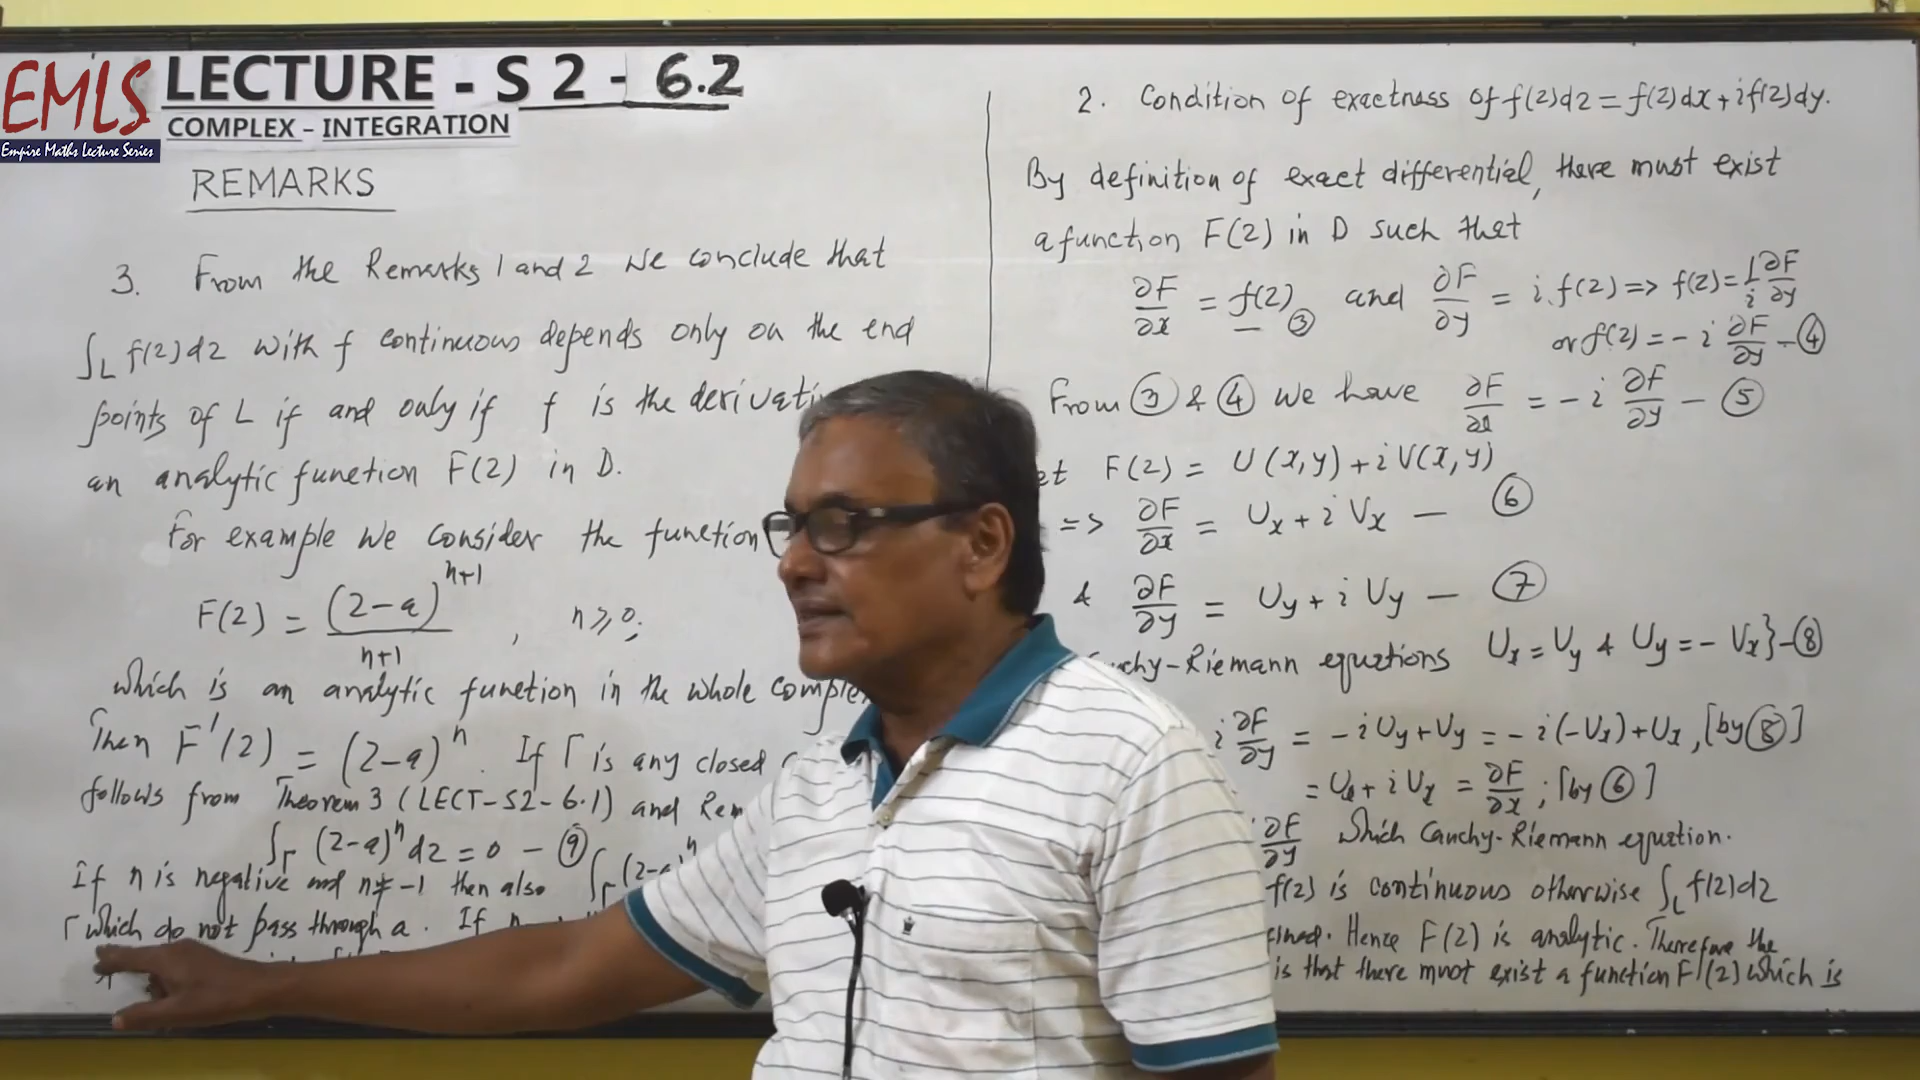 EMLS
Empire Maths Lecture Series
LECTURE - S 2 - 6.2
COMPLEX – INTEGRATION
REMARKS
3. From the Remarks 1 and 2 we conclude that
∫_L f(z)dz with f continuous depends only on the end
points of L if and only if f is the
an analytic function F(z) in D.
For example we consider the function
F(z) = (z-a)^{n+1} / n+1 , n ≥ 0;
which is an analytic function in the whole
Then F'(z) = (z-a)^n. If Γ is any closed
follows from Theorem 3 (LECT-S2-6.1) and
∫_Γ (z-a)^n dz = 0 - (9)
If n is negative and n ≠ -1 then also ∫_Γ (z-a)^n
Γ which do not pass through a. If
2. Condition of exactness of f(z)dz = f(z)dx + i f(z)dy.
By definition of exact differential, there must exist
a function F(z) in D such that
∂F/∂x = f(z) - (3) and ∂F/∂y = i. f(z) => f(z) = 1/i ∂F/∂y
or f(z) = - i ∂F/∂y - (4)
From (3) & (4) we have ∂F/∂x = - i ∂F/∂y - (5)
F(z) = U(x,y) + i V(x,y)
=> ∂F/∂x = Ux + i Vx - (6)
& ∂F/∂y = Uy + i Vy - (7)
-Riemann equations Ux = Vy & Uy = - Vx} - (8)
i ∂F/∂y = - i Uy + Vy = - i (-Vx) + Ux, [by (8)]
= Ux + i Vx = ∂F/∂x ; [by (6)]
∂F/∂y which Cauchy-Riemann equation.
f(z) is continuous otherwise ∫_L f(z)dz
Hence F(z) is analytic. Therefore the
is that there must exist a function F(z) which is